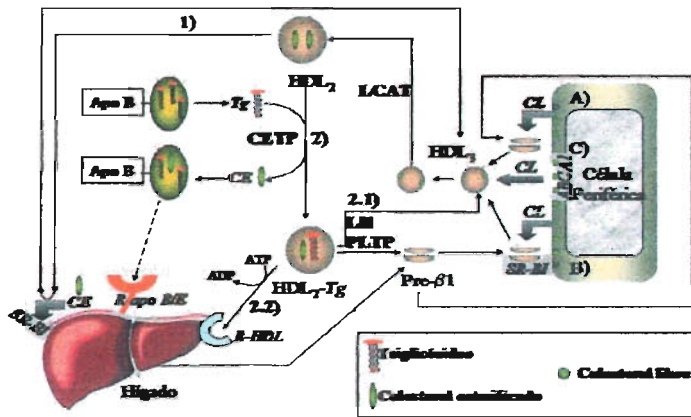 1)
HDL2
Apo B
Tg
CETP
2)
LCAT
HDL3
CL
A)
C)
CL
Célula
Periférica
CL
Apo B
CE
2.1)
LH
PLTP
SR-BI
B)
ATP
ADP
HDL2-Tg
Pre-β1
2.2)
CE
R-apo B/E
R-HDL
Hígado
Triglicéridos
Colesterol libre
Colesterol esterificado